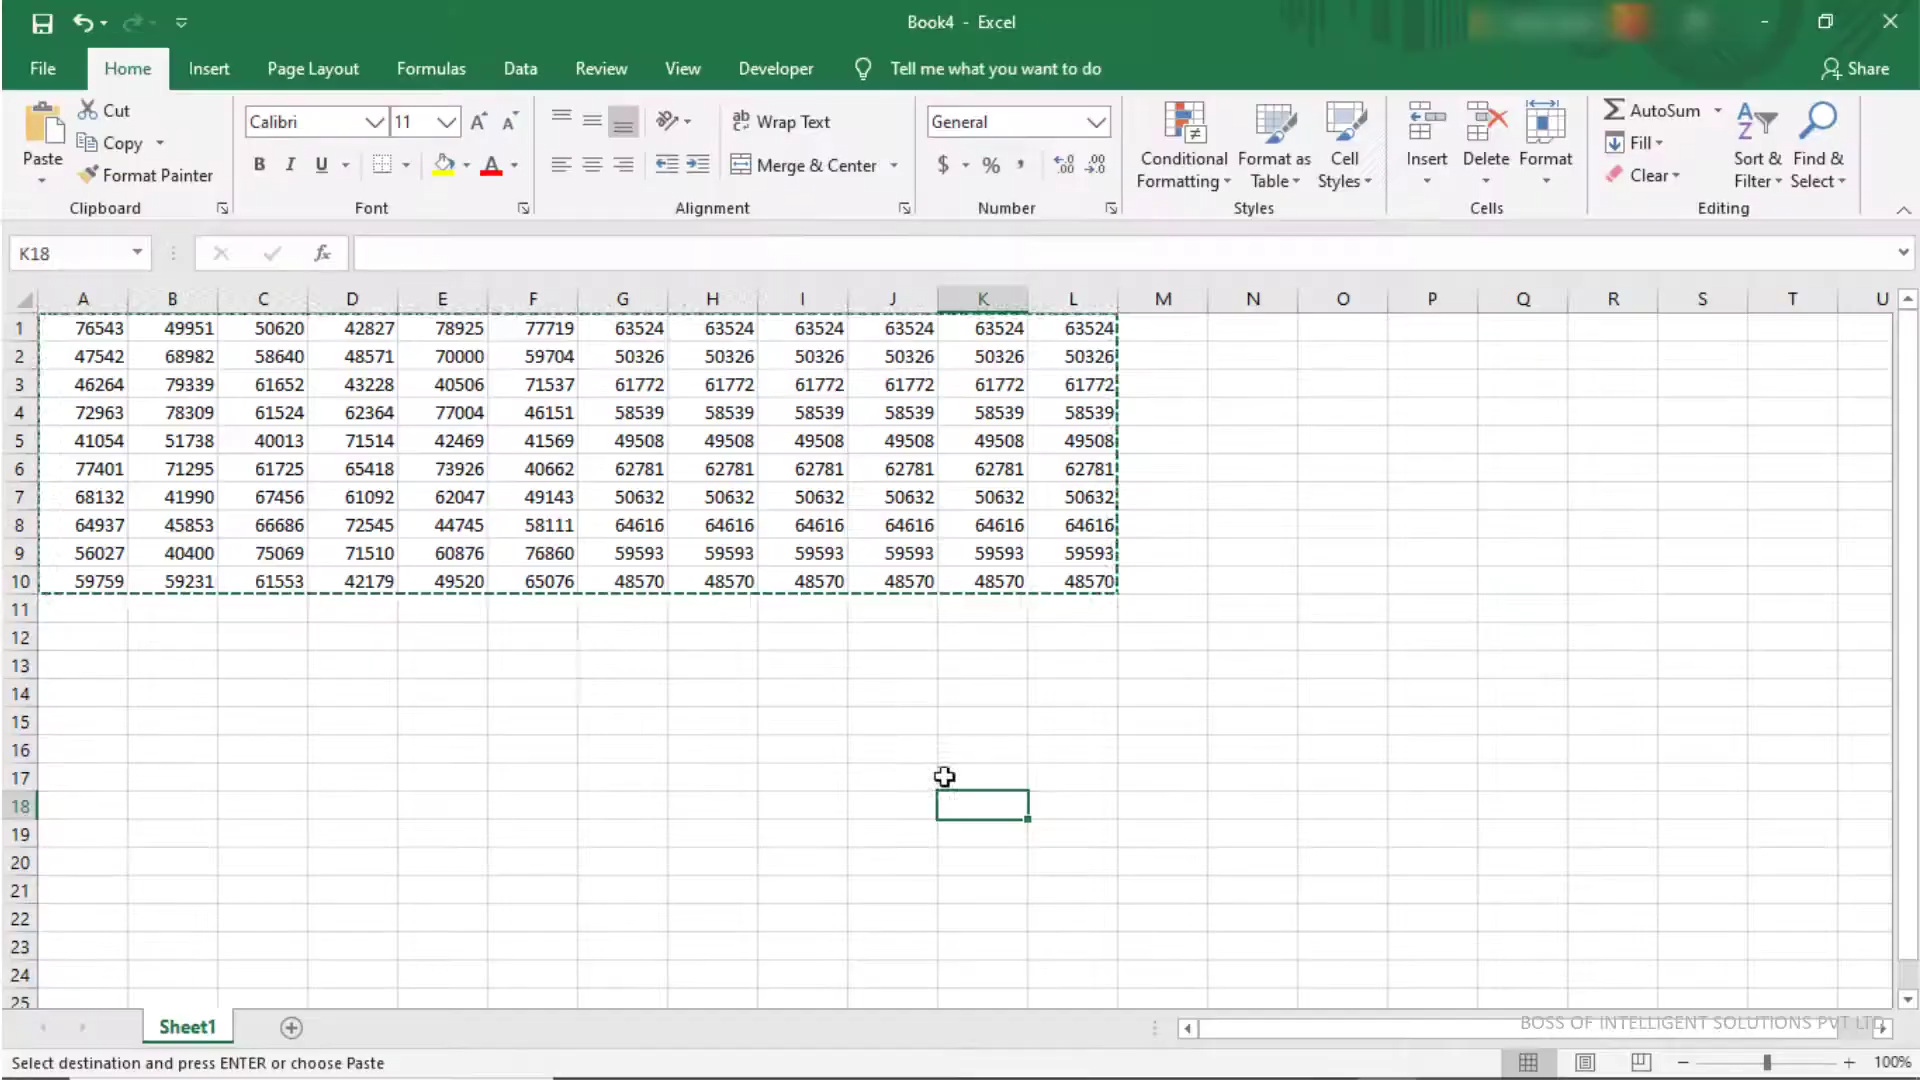 Book4 - Excel
File Home Insert Page Layout Formulas Data Review View Developer Tell me what you want to do Share
Paste Cut Copy Format Painter
Clipboard
Calibri 11 A A
B I U A
Font
ab Wrap Text
Merge & Center
Alignment
General
$ % ,
Number
Conditional Formatting Format as Table Cell Styles
Styles
Insert Delete Format
Cells
AutoSum Fill Clear Sort & Filter Find & Select
Editing
K18 fx
A B C D E F G H I J K L M N O P Q R S T U
1 76543 49951 50620 42827 78925 77719 63524 63524 63524 63524 63524 63524
2 47542 68982 58640 48571 70000 59704 50326 50326 50326 50326 50326 50326
3 46264 79339 61652 43228 40506 71537 61772 61772 61772 61772 61772 61772
4 72963 78309 61524 62364 77004 46151 58539 58539 58539 58539 58539 58539
5 41054 51738 40013 71514 42469 41569 49508 49508 49508 49508 49508 49508
6 77401 71295 61725 65418 73926 40662 62781 62781 62781 62781 62781 62781
7 68132 41990 67456 61092 62047 49143 50632 50632 50632 50632 50632 50632
8 64937 45853 66686 72545 44745 58111 64616 64616 64616 64616 64616 64616
9 56027 40400 75069 71510 60876 76860 59593 59593 59593 59593 59593 59593
10 59759 59231 61553 42179 49520 65076 48570 48570 48570 48570 48570 48570
11
12
13
14
15
16
17
18
19
20
21
22
23
24
25
Sheet1
BOSS OF INTELLIGENT SOLUTIONS PVT LTD
Select destination and press ENTER or choose Paste 100%